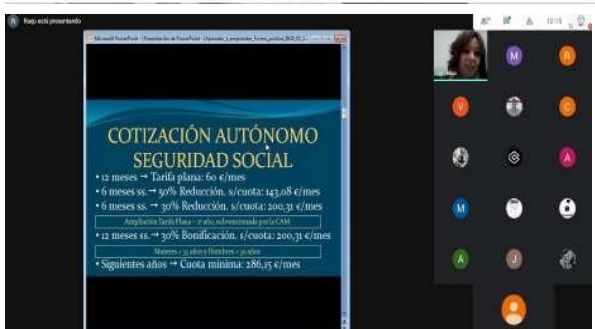 R Raqu está presentando
12:15
COTIZACIÓN AUTÓNOMO
SEGURIDAD SOCIAL
• 12 meses → Tarifa plana: 60 €/mes
• 6 meses ss. → 50% Reducción. s/cuota: 143,08 €/mes
• 6 meses ss. → 30% Reducción. s/cuota: 200,31 €/mes
Ampliación Tarifa Plana – 2º año, subvencionada por la CAM
• 12 meses ss. → 30% Bonificación. s/cuota: 200,31 €/mes
Mujeres < 35 años y Hombres < 30 años
• Siguientes años → Cuota mínima: 286,15 €/mes
M
R
V
C
A
M
A
J